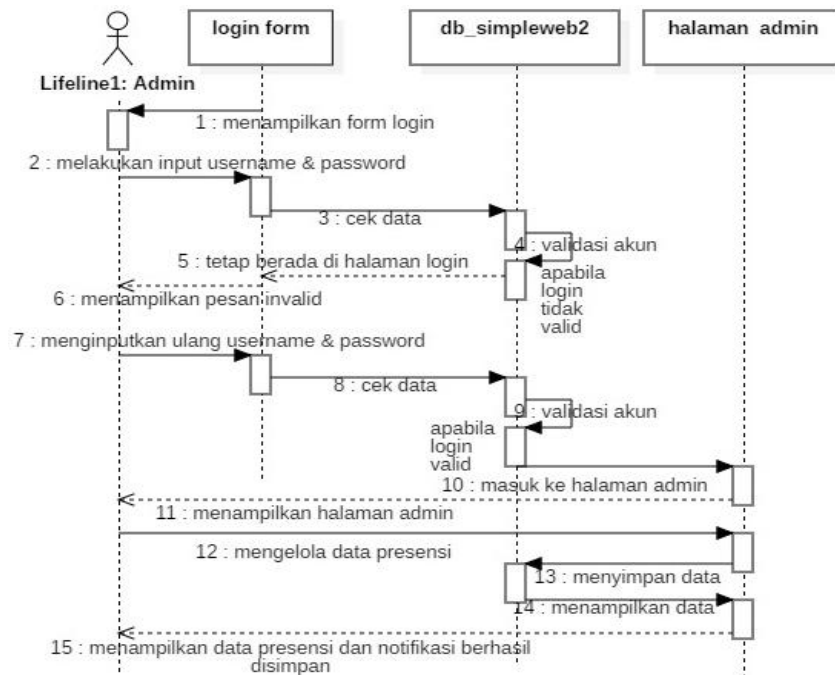 login form
db_simpleweb2
halaman admin
Lifeline1: Admin
1 : menampilkan form login
2 : melakukan input username & password
3 : cek data
4 : validasi akun
5 : tetap berada di halaman login
apabila
login
tidak
valid
6 : menampilkan pesan invalid
7 : menginputkan ulang username & password
8 : cek data
9 : validasi akun
apabila
login
valid
10 : masuk ke halaman admin
11 : menampilkan halaman admin
12 : mengelola data presensi
13 : menyimpan data
14 : menampilkan data
15 : menampilkan data presensi dan notifikasi berhasil
disimpan